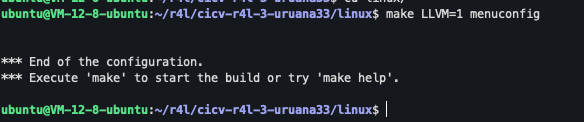 ubuntu@VM-12-8-ubuntu:~/r4l/cicv-r4l-3-uruana33/linux$ make LLVM=1 menuconfig
*** End of the configuration.
*** Execute 'make' to start the build or try 'make help'.
ubuntu@VM-12-8-ubuntu:~/r4l/cicv-r4l-3-uruana33/linux$